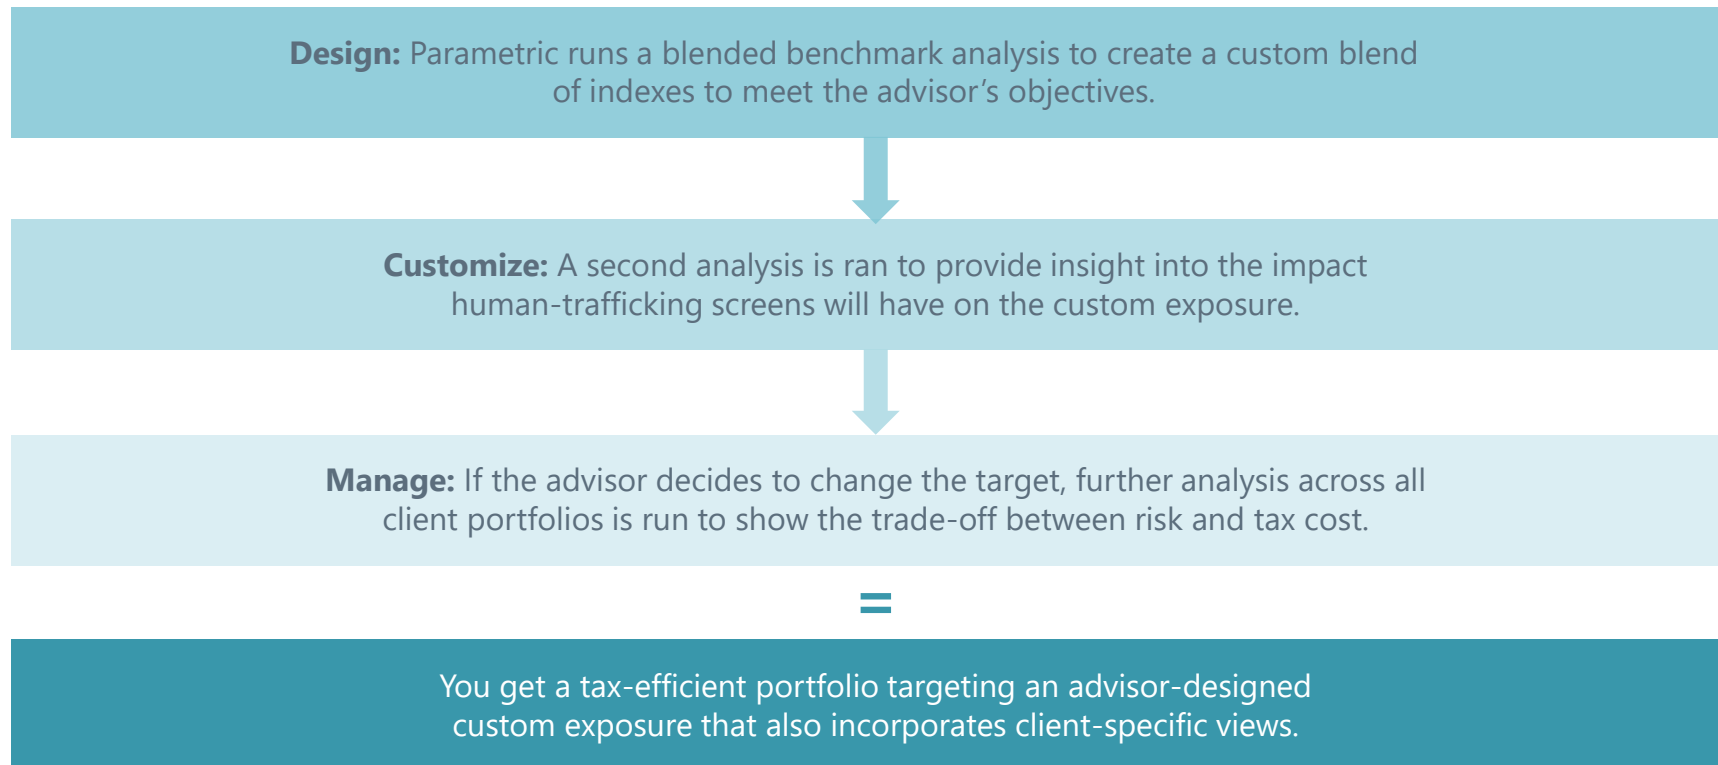 Design: Parametric runs a blended benchmark analysis to create a custom blend
of indexes to meet the advisor’s objectives.
Customize: A second analysis is ran to provide insight into the impact
human-trafficking screens will have on the custom exposure.
Manage: If the advisor decides to change the target, further analysis across all
client portfolios is run to show the trade-off between risk and tax cost.
=
You get a tax-efficient portfolio targeting an advisor-designed
custom exposure that also incorporates client-specific views.